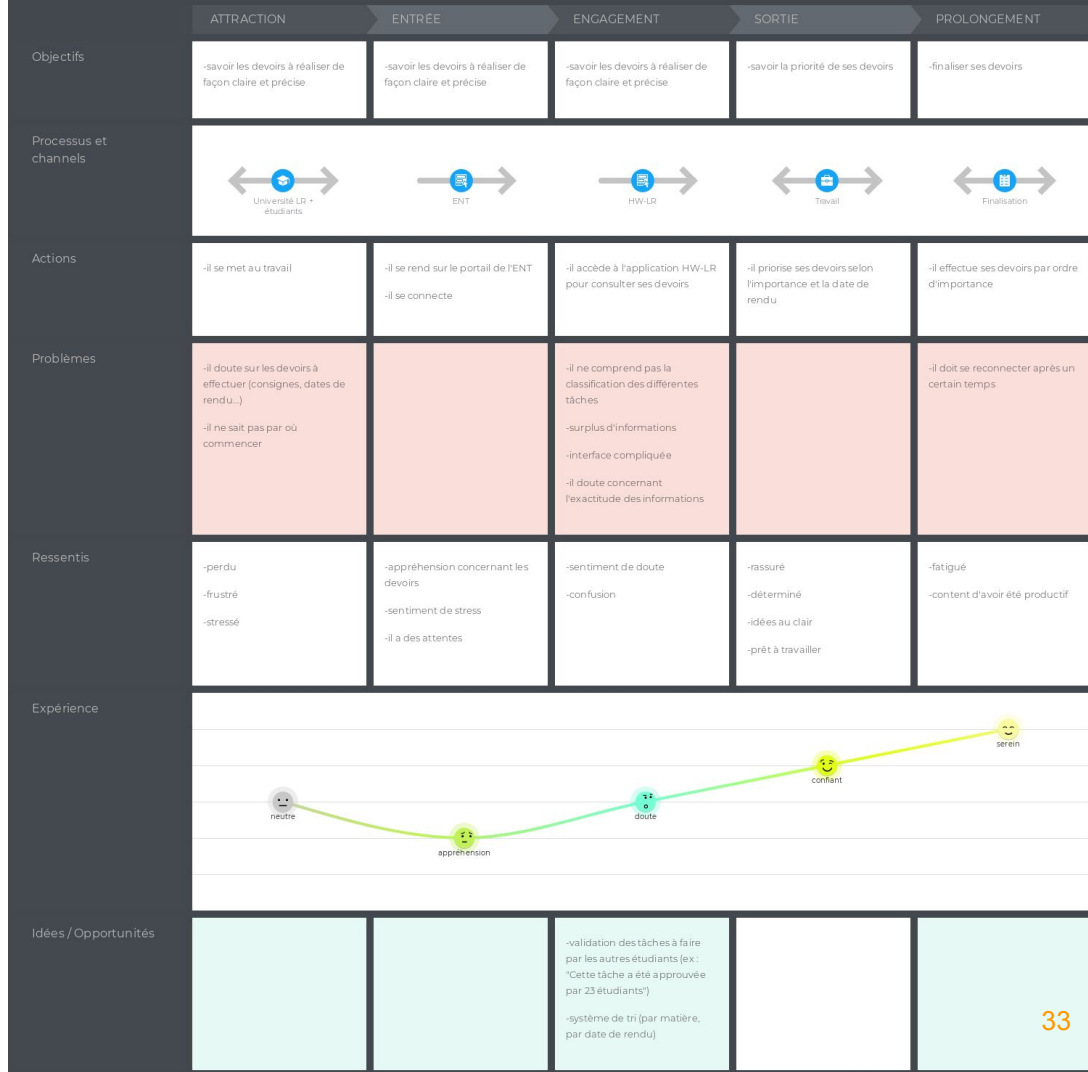 ATTRACTION
ENTRÉE
ENGAGEMENT
SORTIE
PROLONGEMENT
Objectifs
-savoir les devoirs à réaliser de
façon claire et précise
-savoir les devoirs à réaliser de
façon claire et précise
-savoir les devoirs à réaliser de
façon claire et précise
-savoir la priorité de ses devoirs
-finaliser ses devoirs
Processus et
channels
Université LR +
étudiants
ENT
HW-LR
Travail
Finalisation
Actions
-il se met au travail
-il se rend sur le portail de l'ENT
-il se connecte
-il accède à l'application HW-LR
pour consulter ses devoirs
-il priorise ses devoirs selon
l'importance et la date de
rendu
-il effectue ses devoirs par ordre
d'importance
Problèmes
-il doute sur les devoirs à
effectuer (consignes, dates de
rendu...)
-il ne sait pas par où
commencer
-il ne comprend pas la
classification des différentes
tâches
-surplus d'informations
-interface compliquée
-il doute concernant
l'exactitude des informations
-il doit se reconnecter après un
certain temps
Ressentis
-perdu
-frustré
-stressé
-appréhension concernant les
devoirs
-sentiment de stress
-il a des attentes
-sentiment de doute
-confusion
-rassuré
-déterminé
-idées au clair
-prêt à travailler
-fatigué
-content d'avoir été productif
Expérience
neutre
appréhension
doute
confiant
serein
Idées / Opportunités
-validation des tâches à faire
par les autres étudiants (ex :
"Cette tâche a été approuvée
par 23 étudiants")
-système de tri (par matière,
par date de rendu)
33